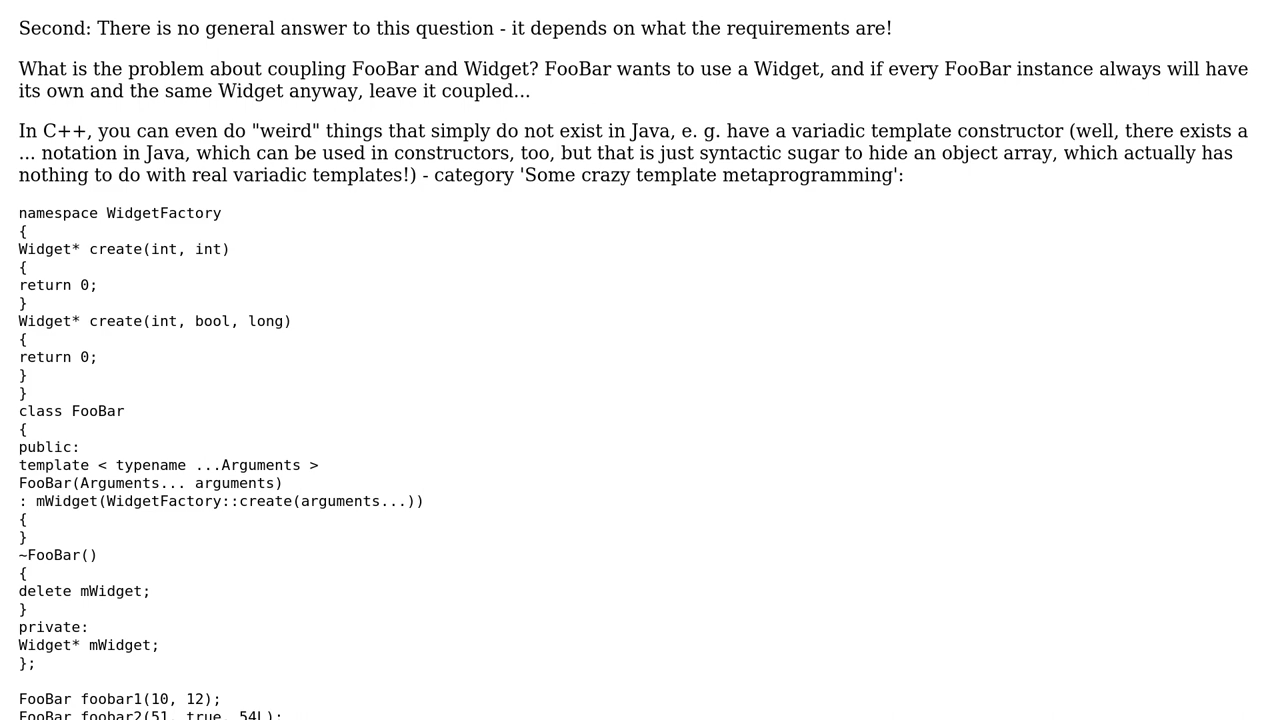 Second: There is no general answer to this question - it depends on what the requirements are!
What is the problem about coupling FooBar and Widget? FooBar wants to use a Widget, and if every FooBar instance always will have
its own and the same Widget anyway, leave it coupled...
In C++, you can even do "weird" things that simply do not exist in Java, e. g. have a variadic template constructor (well, there exists a
... notation in Java, which can be used in constructors, too, but that is just syntactic sugar to hide an object array, which actually has
nothing to do with real variadic templates!) - category 'Some crazy template metaprogramming':
namespace WidgetFactory
{
Widget* create(int, int)
{
return 0;
}
Widget* create(int, bool, long)
{
return 0;
}
}
class FooBar
{
public:
template < typename ...Arguments >
FooBar(Arguments... arguments)
: mWidget(WidgetFactory::create(arguments...))
{
}
~FooBar()
{
delete mWidget;
}
private:
Widget* mWidget;
};
FooBar foobar1(10, 12);
FooBar foobar2(51, true, 54L);